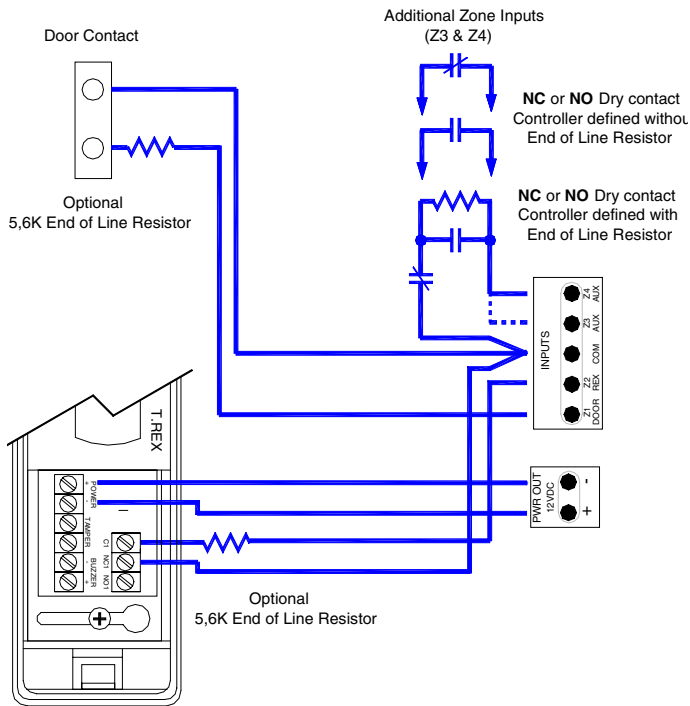 Additional Zone Inputs
(Z3 & Z4)
Door Contact
NC or NO Dry contact
Controller defined withou
End of Line Resistor
Optional
5,6K End of Line Resistor
NC or NO Dry contact
Controller defined with
End of Line Resistor
INPUTS
Z4
AUX
Z3
AUX
COM
Z2
REX
Z1
DOOR
T.REX
+ POWER -
TAMPER
- BUZZER +
C1
NC1
NO1
PWR OUT
12VDC
-
+
Optional
5,6K End of Line Resistor